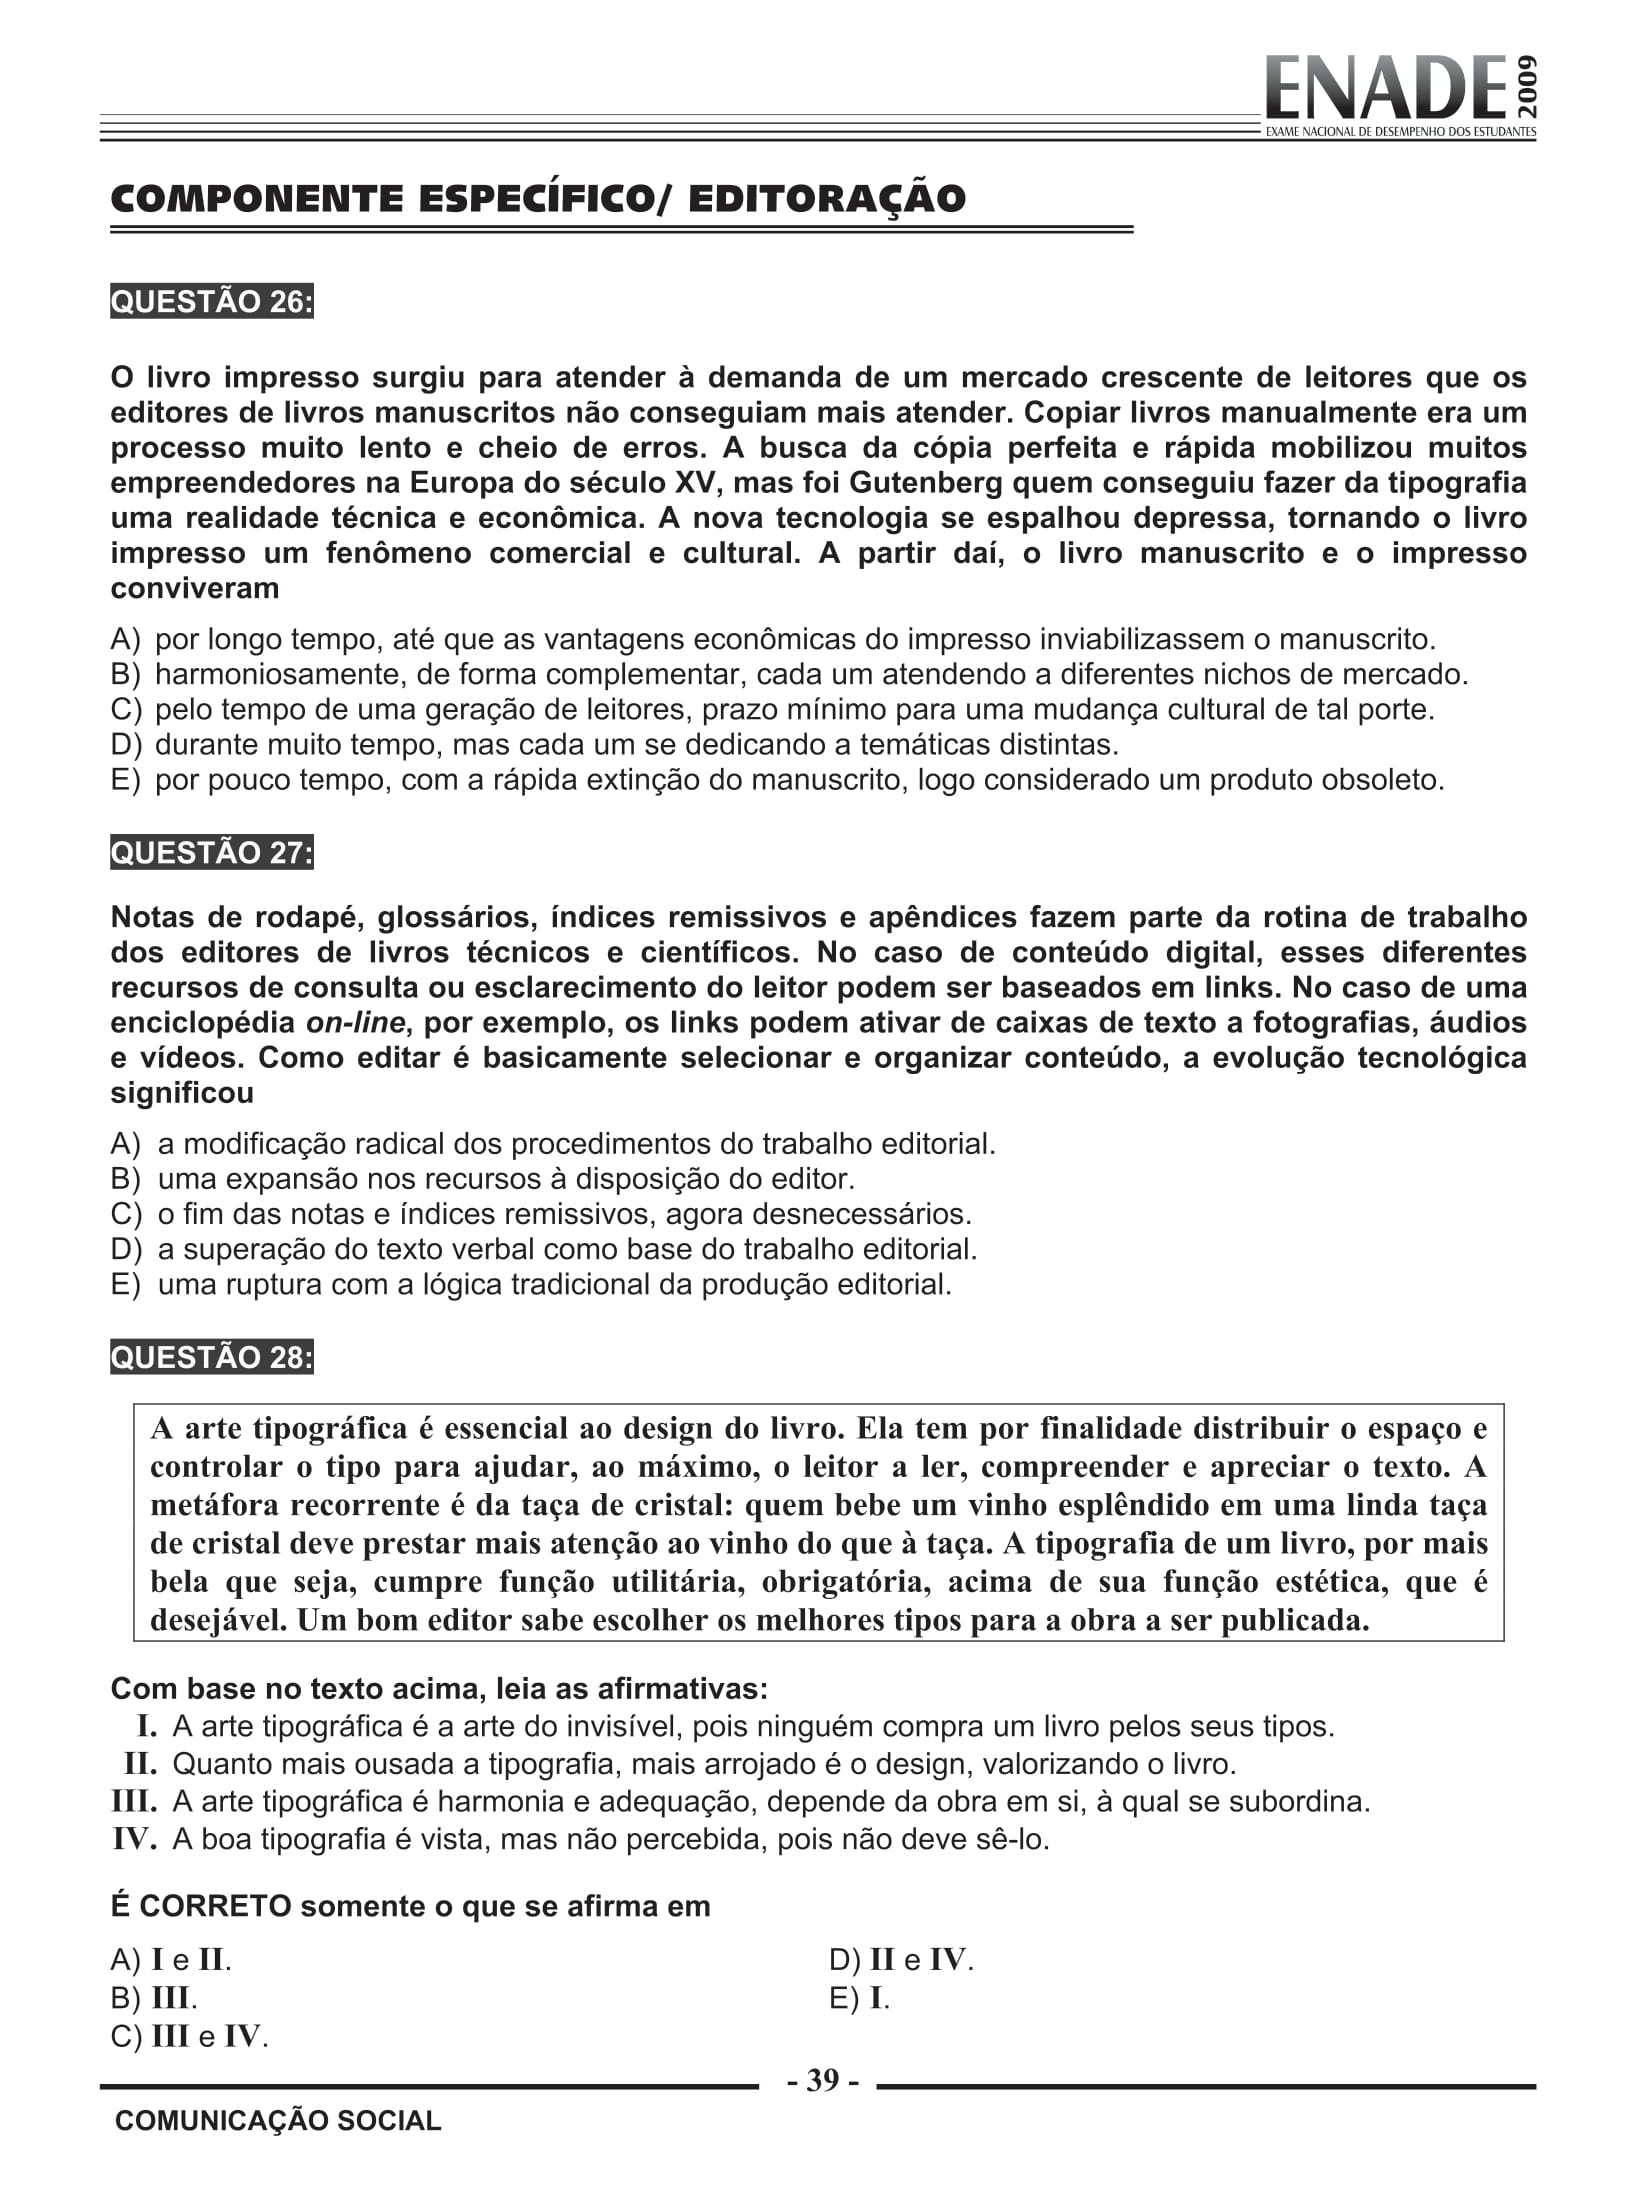 ENADE 2009
EXAME NACIONAL DE DESEMPENHO DOS ESTUDANTES
COMPONENTE ESPECÍFICO/ EDITORAÇÃO
QUESTÃO 26:
O livro impresso surgiu para atender à demanda de um mercado crescente de leitores que os
editores de livros manuscritos não conseguiam mais atender. Copiar livros manualmente era um
processo muito lento e cheio de erros. A busca da cópia perfeita e rápida mobilizou muitos
empreendedores na Europa do século XV, mas foi Gutenberg quem conseguiu fazer da tipografia
uma realidade técnica e econômica. A nova tecnologia se espalhou depressa, tornando o livro
impresso um fenômeno comercial e cultural. A partir daí, o livro manuscrito e o impresso
conviveram
A) por longo tempo, até que as vantagens econômicas do impresso inviabilizassem o manuscrito.
B) harmoniosamente, de forma complementar, cada um atendendo a diferentes nichos de mercado.
C) pelo tempo de uma geração de leitores, prazo mínimo para uma mudança cultural de tal porte.
D) durante muito tempo, mas cada um se dedicando a temáticas distintas.
E) por pouco tempo, com a rápida extinção do manuscrito, logo considerado um produto obsoleto.
QUESTÃO 27:
Notas de rodapé, glossários, índices remissivos e apêndices fazem parte da rotina de trabalho
dos editores de livros técnicos e científicos. No caso de conteúdo digital, esses diferentes
recursos de consulta ou esclarecimento do leitor podem ser baseados em links. No caso de uma
enciclopédia on-line, por exemplo, os links podem ativar de caixas de texto a fotografias, áudios
e vídeos. Como editar é basicamente selecionar e organizar conteúdo, a evolução tecnológica
significou
A) a modificação radical dos procedimentos do trabalho editorial.
B) uma expansão nos recursos à disposição do editor.
C) o fim das notas e índices remissivos, agora desnecessários.
D) a superação do texto verbal como base do trabalho editorial.
E) uma ruptura com a lógica tradicional da produção editorial.
QUESTÃO 28:
A arte tipográfica é essencial ao design do livro. Ela tem por finalidade distribuir o espaço e
controlar o tipo para ajudar, ao máximo, o leitor a ler, compreender e apreciar o texto. A
metáfora recorrente é da taça de cristal: quem bebe um vinho esplêndido em uma linda taça
de cristal deve prestar mais atenção ao vinho do que à taça. A tipografia de um livro, por mais
bela que seja, cumpre função utilitária, obrigatória, acima de sua função estética, que é
desejável. Um bom editor sabe escolher os melhores tipos para a obra a ser publicada.
Com base no texto acima, leia as afirmativas:
I. A arte tipográfica é a arte do invisível, pois ninguém compra um livro pelos seus tipos.
II. Quanto mais ousada a tipografia, mais arrojado é o design, valorizando o livro.
III. A arte tipográfica é harmonia e adequação, depende da obra em si, à qual se subordina.
IV. A boa tipografia é vista, mas não percebida, pois não deve sê-lo.
É CORRETO somente o que se afirma em
A) I e II.
B) III.
C) III e IV.
D) II e IV.
E) I.
- 39 -
COMUNICAÇÃO SOCIAL